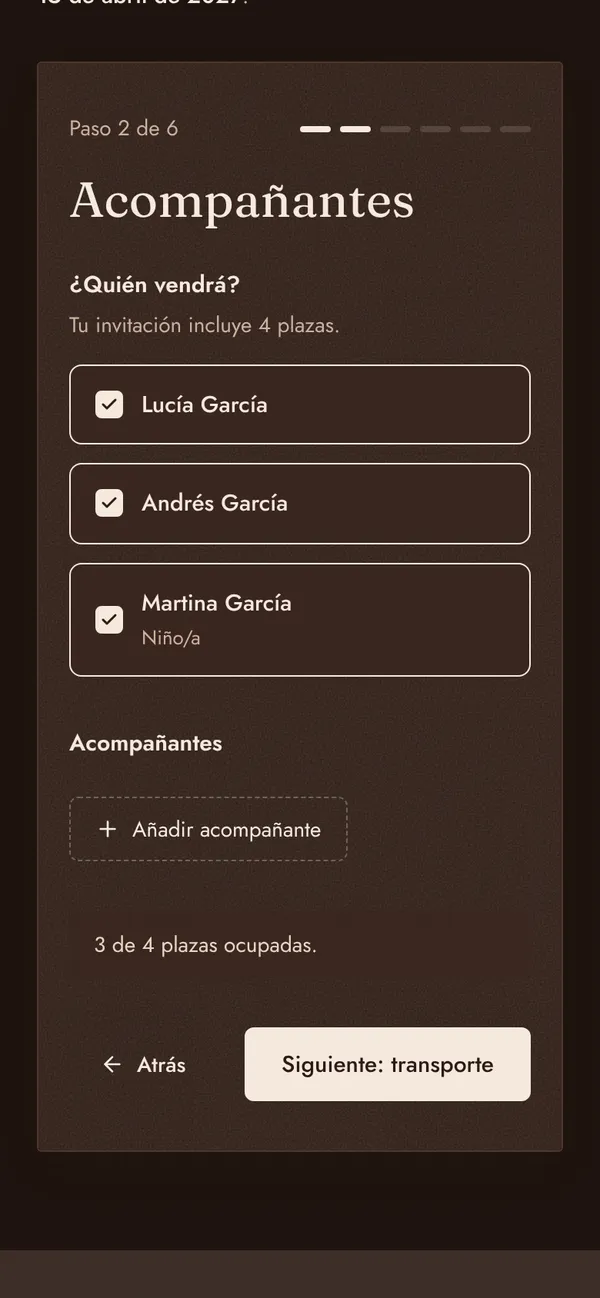 Paso 2 de 6
Acompañantes
¿Quién vendrá?
Tu invitación incluye 4 plazas.
Lucía García
Andrés García
Martina García
Niño/a
Acompañantes
+ Añadir acompañante
3 de 4 plazas ocupadas.
← Atrás
Siguiente: transporte